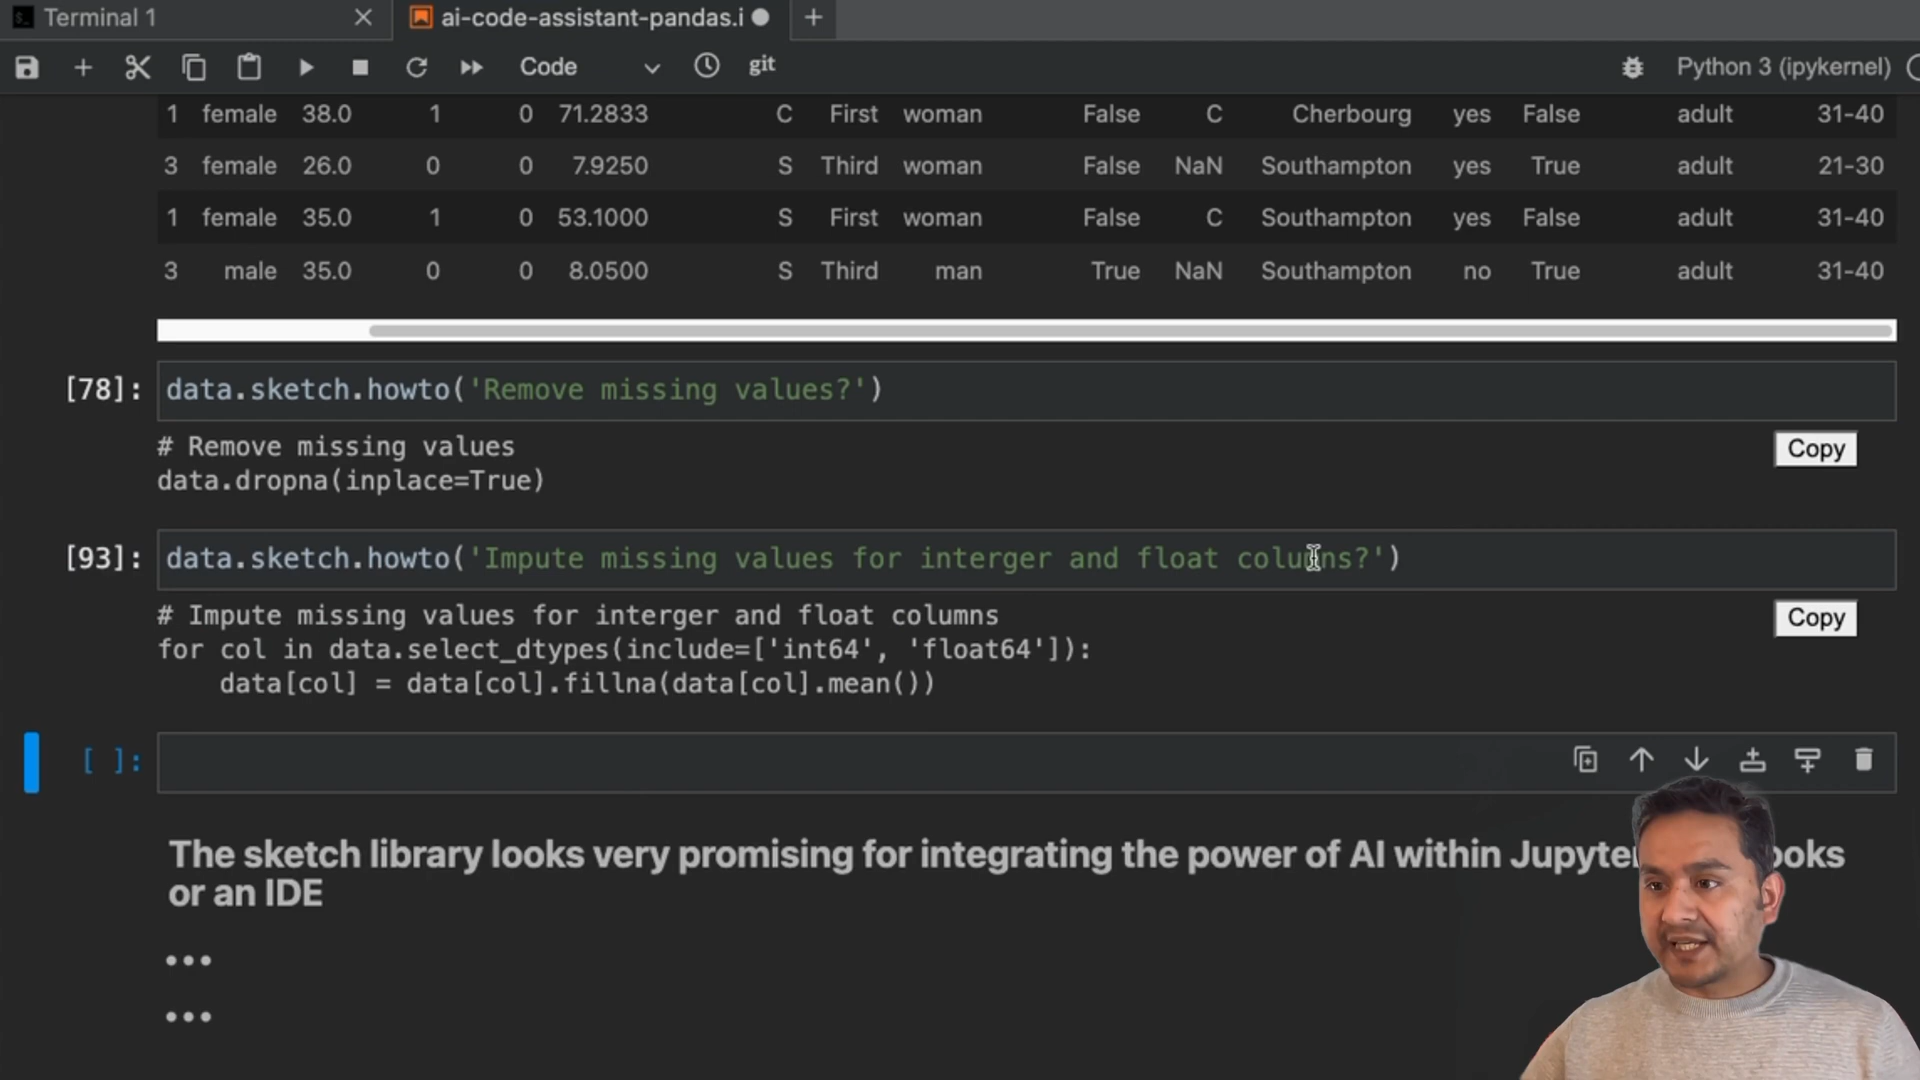 Terminal 1
ai-code-assistant-pandas.i
Code
git
Python 3 (ipykernel)
1 female 38.0 1 0 71.2833 C First woman False C Cherbourg yes False adult 31-40
3 female 26.0 0 0 7.9250 S Third woman False NaN Southampton yes True adult 21-30
1 female 35.0 1 0 53.1000 S First woman False C Southampton yes False adult 31-40
3 male 35.0 0 0 8.0500 S Third man True NaN Southampton no True adult 31-40
[78]: data.sketch.howto('Remove missing values?')
# Remove missing values
Copy
data.dropna(inplace=True)
[93]: data.sketch.howto('Impute missing values for interger and float columns?')
# Impute missing values for interger and float columns
Copy
for col in data.select_dtypes(include=['int64', 'float64']):
data[col] = data[col].fillna(data[col].mean())
[ ]:
The sketch library looks very promising for integrating the power of AI within Jupyter ooks
or an IDE
•••
•••